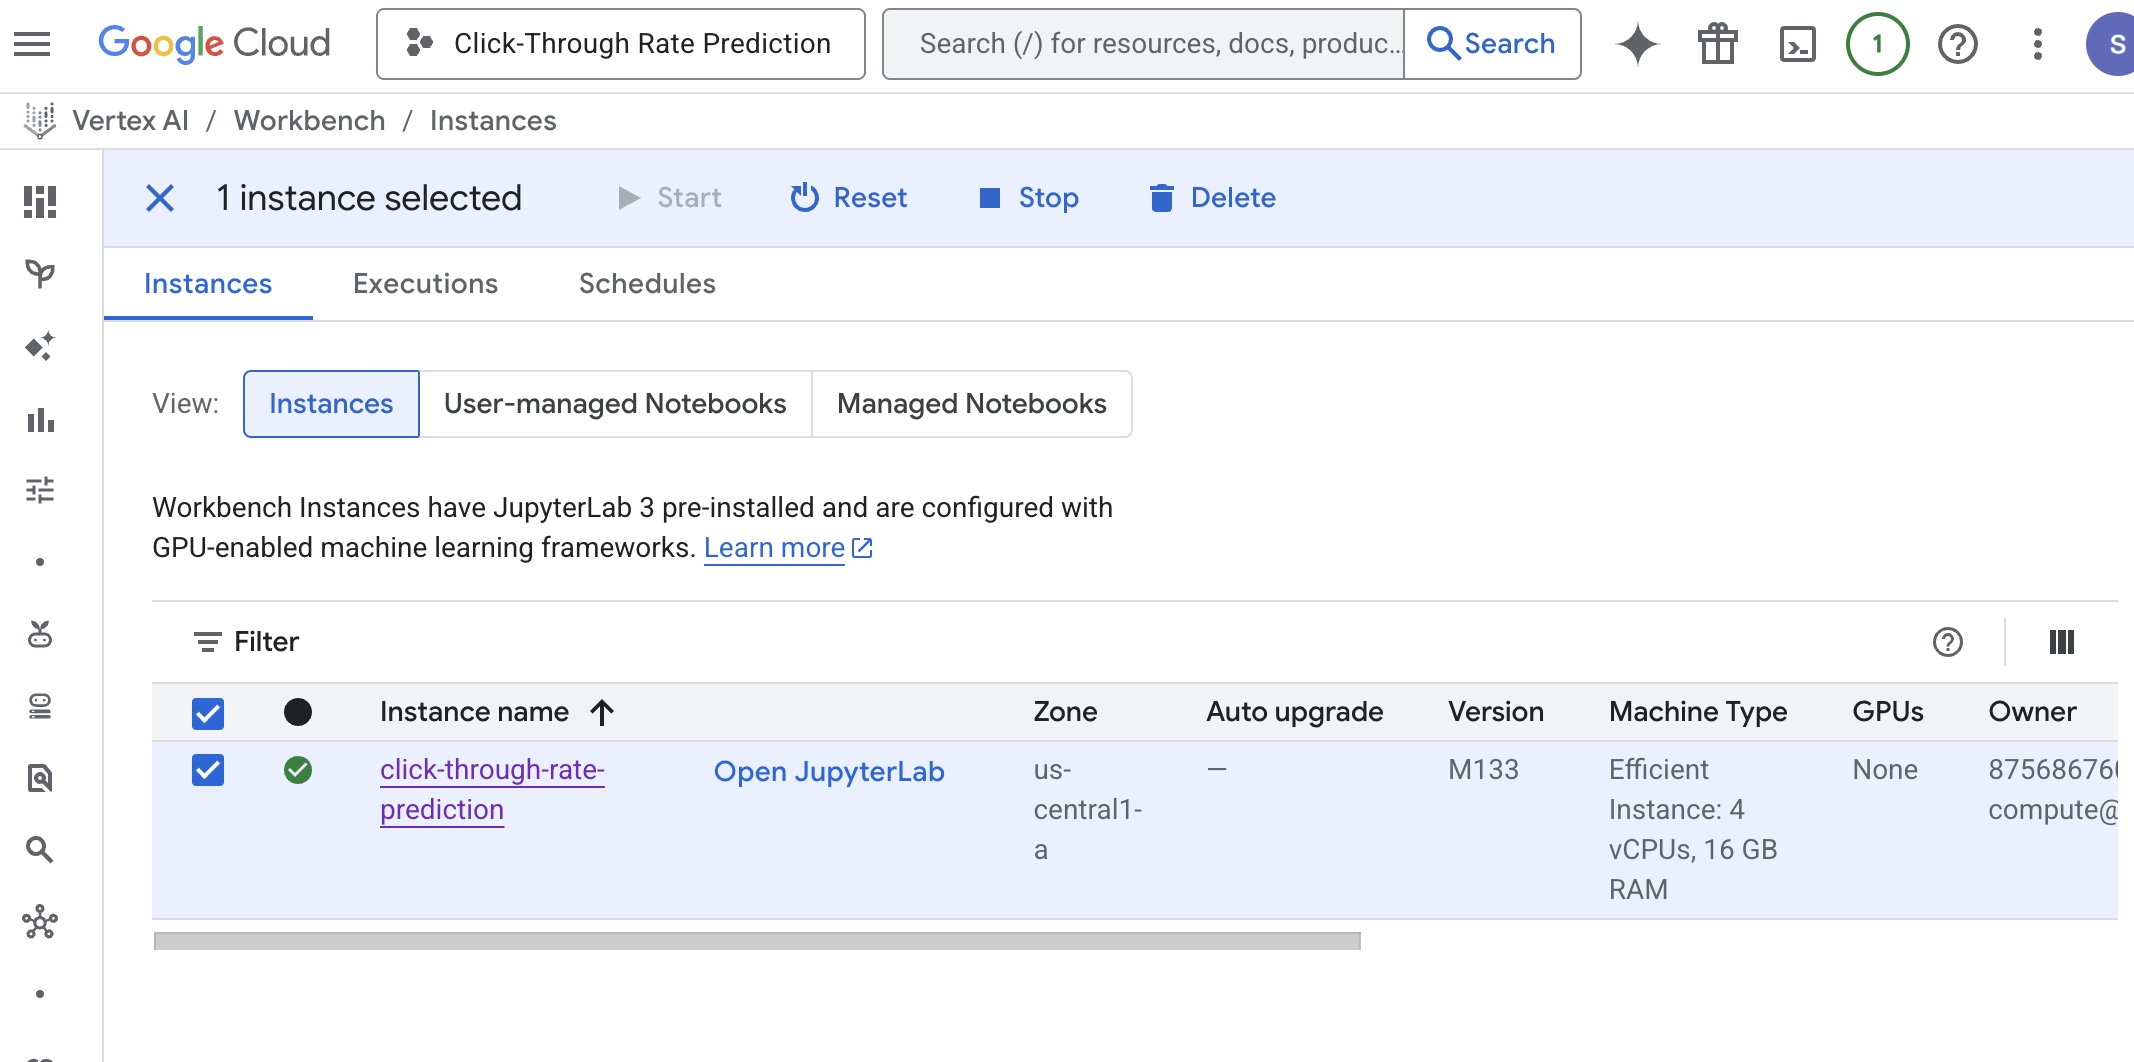 Google Cloud
Click-Through Rate Prediction
Search (/) for resources, docs, produc...
Search
1
S
Vertex AI / Workbench / Instances
1 instance selected
Start
Reset
Stop
Delete
Instances
Executions
Schedules
View:
Instances
User-managed Notebooks
Managed Notebooks
Workbench Instances have JupyterLab 3 pre-installed and are configured with
GPU-enabled machine learning frameworks. Learn more
Filter
Instance name
Zone
Auto upgrade
Version
Machine Type
GPUs
Owner
click-through-rate-
prediction
Open JupyterLab
us-
central1-
a
—
M133
Efficient
Instance: 4
vCPUs, 16 GB
RAM
None
87568676
compute@